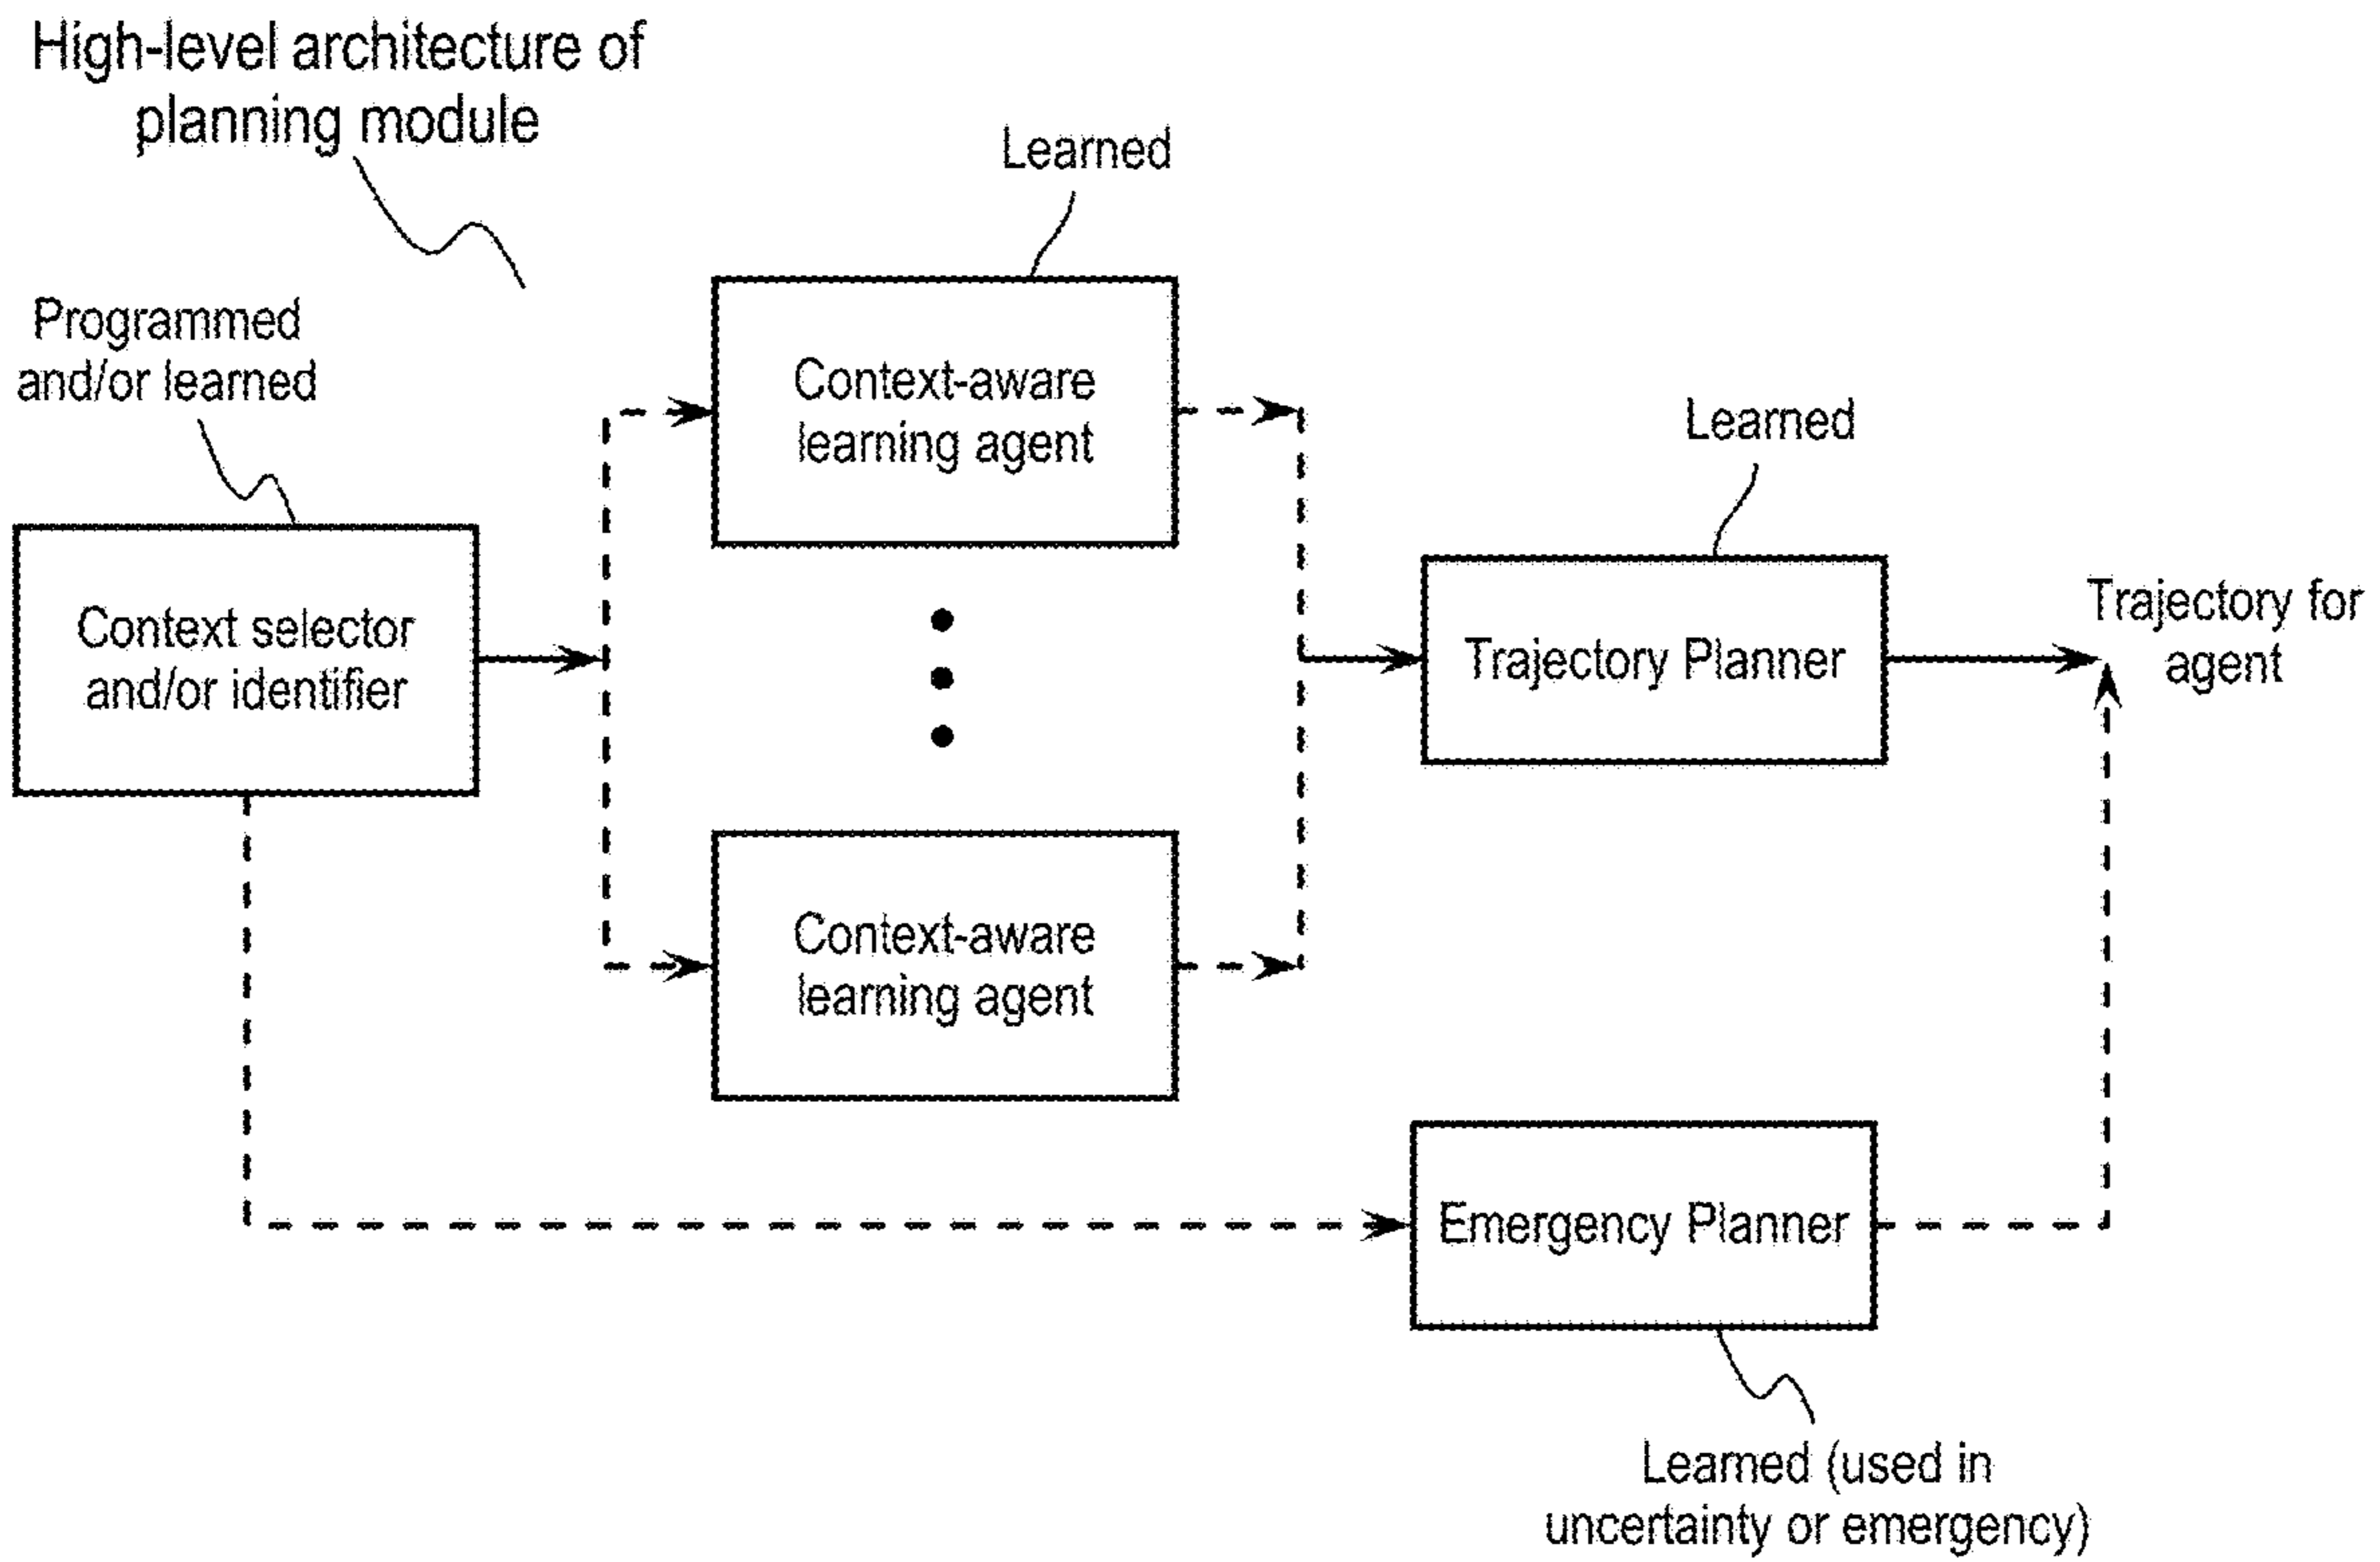 High-level architecture of
planning module
Learned
Programmed
and/or learned
Context-aware
learning agent
Learned
Context selector
and/or identifier
Trajectory Planner
Trajectory for
agent
Context-aware
learning agent
Emergency Planner
Learned (used in
uncertainty or emergency)